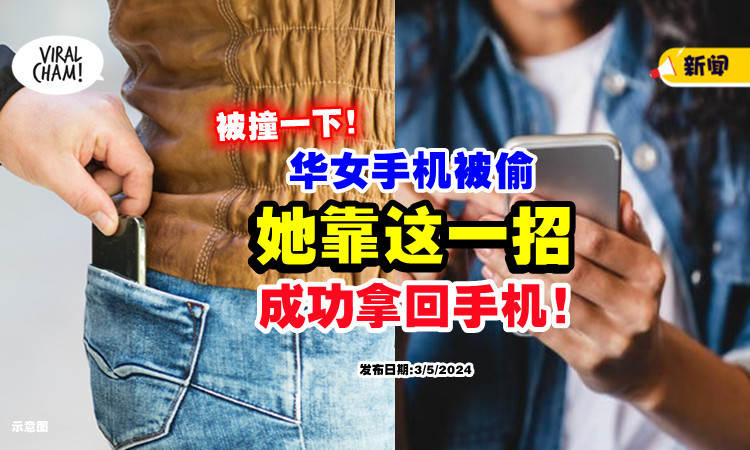 VIRAL
CHAM!
新闻
被撞一下!
华女手机被偷
她靠这一招
成功拿回手机!
发布日期:3/5/2024
示意图